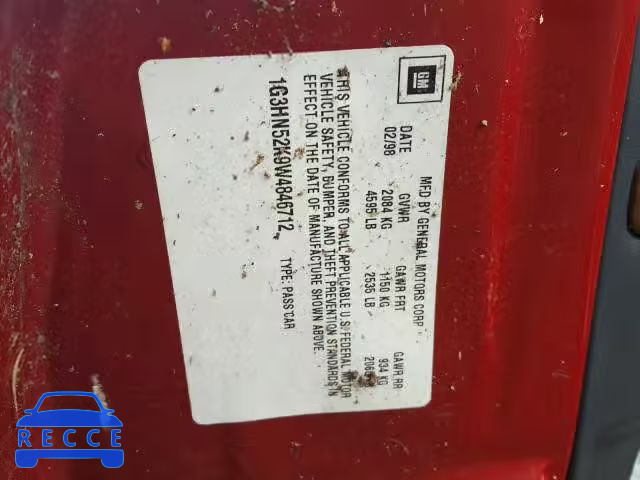 GM
MFD BY GENERAL MOTORS CORP
DATE GVWR GAWR FRT GAWR RR
02/98 2084 KG 1150 KG 934 KG
4595 LB 2535 LB
THIS VEHICLE CONFORMS TO ALL APPLICABLE U.S. FEDERAL MOTOR
VEHICLE SAFETY, BUMPER, AND THEFT PREVENTION STANDARDS IN
EFFECT ON THE DATE OF MANUFACTURE SHOWN ABOVE.
1G3HN52K9W4846712 TYPE: PASS CAR
RECCE